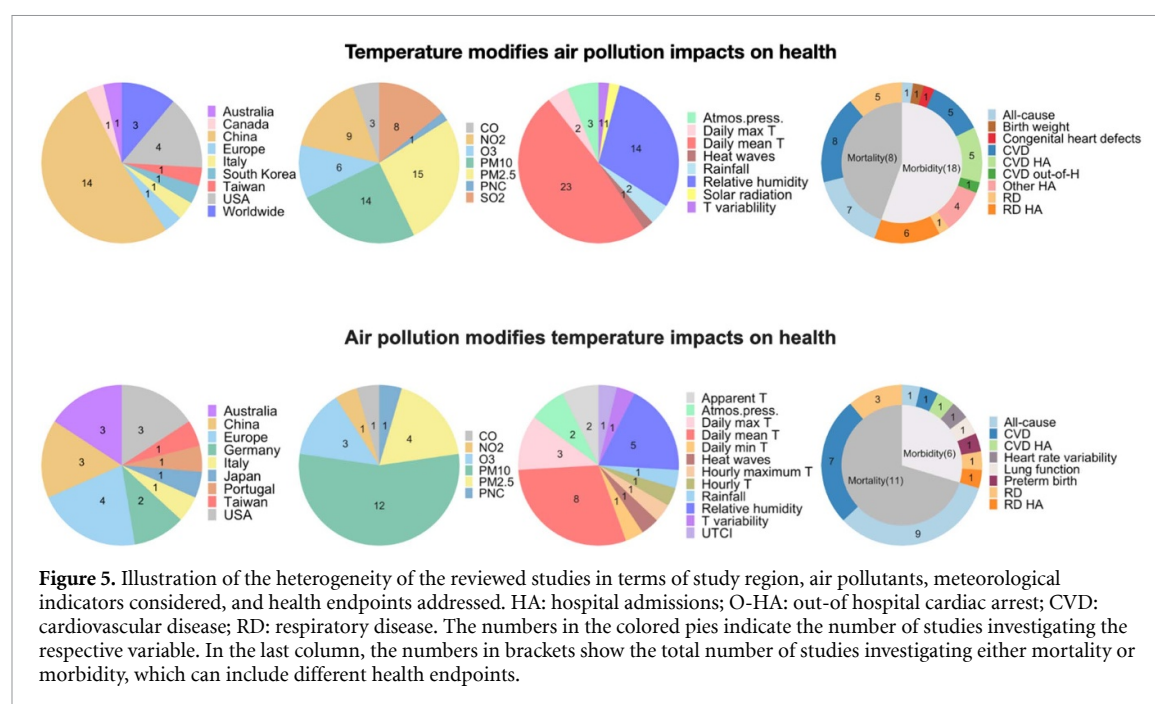 Temperature modifies air pollution impacts on health
1
1
3
4
1
1
1
1
14
Australia
Canada
China
Europe
Italy
South Korea
Taiwan
USA
Worldwide
3
8
1
15
14
6
9
CO
NO2
O3
PM10
PM2.5
PNC
SO2
2
3
1
1
14
2
1
23
Atmos.press.
Daily max T
Daily mean T
Heat waves
Rainfall
Relative humidity
Solar radiation
T variablility
5
1
1
1
5
5
1
4
1
6
7
8
Mortality(8)
Morbidity(18)
All-cause
Birth weight
Congenital heart defects
CVD
CVD HA
CVD out-of-H
Other HA
RD
RD HA
Air pollution modifies temperature impacts on health
3
3
1
1
1
1
2
4
3
Australia
China
Europe
Germany
Italy
Japan
Portugal
Taiwan
USA
1
1
1
4
12
3
CO
NO2
O3
PM10
PM2.5
PNC
2
1
1
5
1
1
1
1
1
8
3
2
Apparent T
Atmos.press.
Daily max T
Daily mean T
Daily min T
Heat waves
Hourly maximum T
Hourly T
Rainfall
Relative humidity
T variability
UTCI
3
1
1
1
1
1
1
1
1
9
7
Mortality(11)
Morbidity(6)
All-cause
CVD
CVD HA
Heart rate variability
Lung function
Preterm birth
RD
RD HA
Figure 5. Illustration of the heterogeneity of the reviewed studies in terms of study region, air pollutants, meteorological
indicators considered, and health endpoints addressed. HA: hospital admissions; O-HA: out-of hospital cardiac arrest; CVD:
cardiovascular disease; RD: respiratory disease. The numbers in the colored pies indicate the number of studies investigating the
respective variable. In the last column, the numbers in brackets show the total number of studies investigating either mortality or
morbidity, which can include different health endpoints.